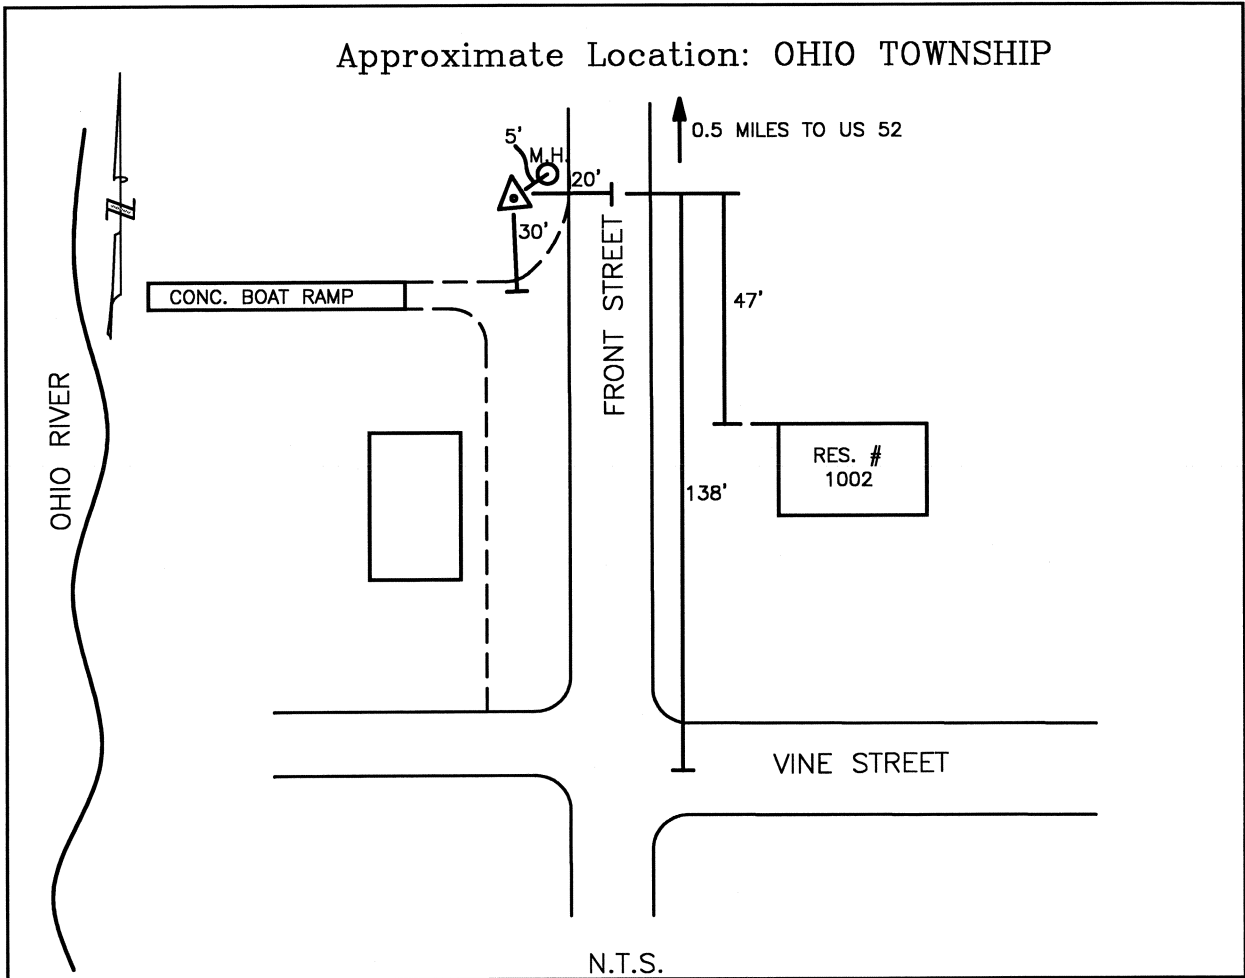 Approximate Location: OHIO TOWNSHIP
0.5 MILES TO US 52
5'
M.H.
20'
30'
N
CONC. BOAT RAMP
FRONT STREET
47'
OHIO RIVER
RES. #
1002
138'
VINE STREET
N.T.S.